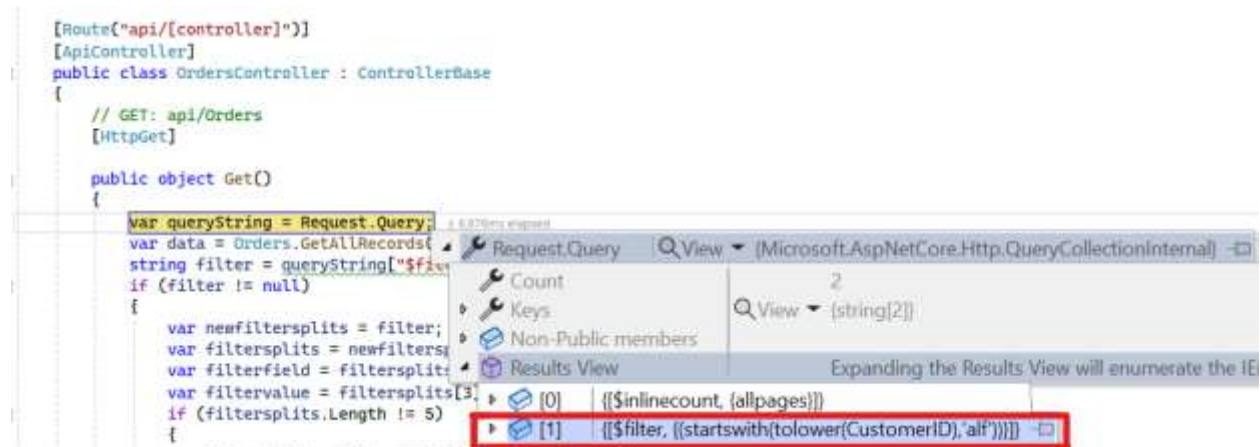 [Route("api/[controller]")]
[ApiController]
public class OrdersController : ControllerBase
{
// GET: api/Orders
[HttpGet]
public object Get()
{
var queryString = Request.Query;
var data = Orders.GetAllRecords(
string filter = queryString["$fi
if (filter != null)
{
var newfiltersplits = filter;
var filtersplits = newfiltersp
var filterfield = filtersplits
var filtervalue = filtersplits[3]
if (filtersplits.Length != 5)
{
Request.Query View {Microsoft.AspNetCore.Http.QueryCollectionInternal}
Count 2
Keys View {string[2]}
Non-Public members
Results View Expanding the Results View will enumerate the IE
[0] {[$inlinecount, {allpages}]}
[1] {[$filter, {(startswith(tolower(CustomerID),'alf'))}]}